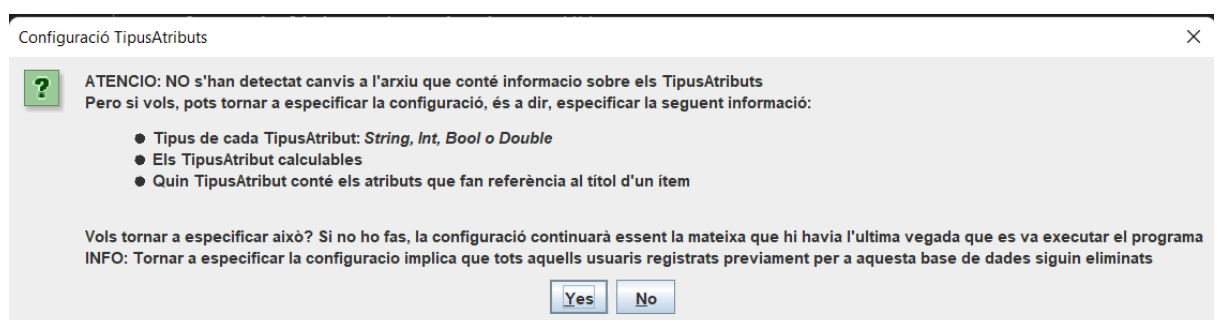 Configuració TipusAtributs
ATENCIO: NO s'han detectat canvis a l'arxiu que conté informacio sobre els TipusAtributs
Pero si vols, pots tornar a especificar la configuració, és a dir, especificar la seguent informació:
● Tipus de cada TipusAtribut: String, Int, Bool o Double
● Els TipusAtribut calculables
● Quin TipusAtribut conté els atributs que fan referència al títol d'un ítem
Vols tornar a especificar això? Si no ho fas, la configuració continuarà essent la mateixa que hi havia l'ultima vegada que es va executar el programa
INFO: Tornar a especificar la configuracio implica que tots aquells usuaris registrats previament per a aquesta base de dades siguin eliminats
Yes No